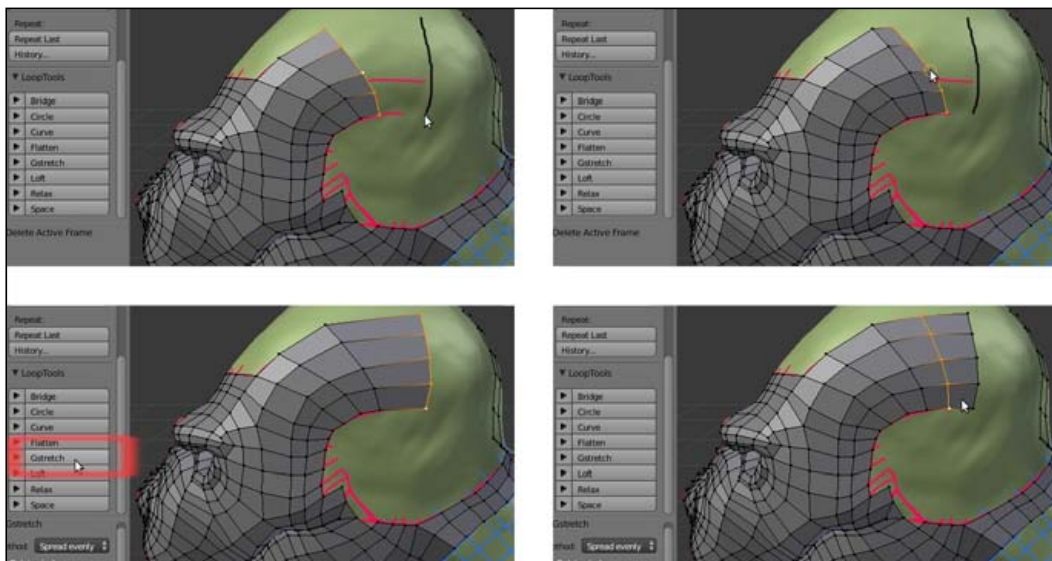 Repeat:
Repeat Last
History...
LoopTools
Bridge
Circle
Curve
Flatten
Gstretch
Loft
Relax
Space
Delete Active Frame
Repeat:
Repeat Last
History...
LoopTools
Bridge
Circle
Curve
Flatten
Gstretch
Loft
Relax
Space
Delete Active Frame
Repeat:
Repeat Last
History...
LoopTools
Bridge
Circle
Curve
Flatten
Gstretch
Loft
Relax
Space
Gstretch
thod: Spread evenly
Repeat:
Repeat Last
History...
LoopTools
Bridge
Circle
Curve
Flatten
Gstretch
Loft
Relax
Space
Gstretch
thod: Spread evenly